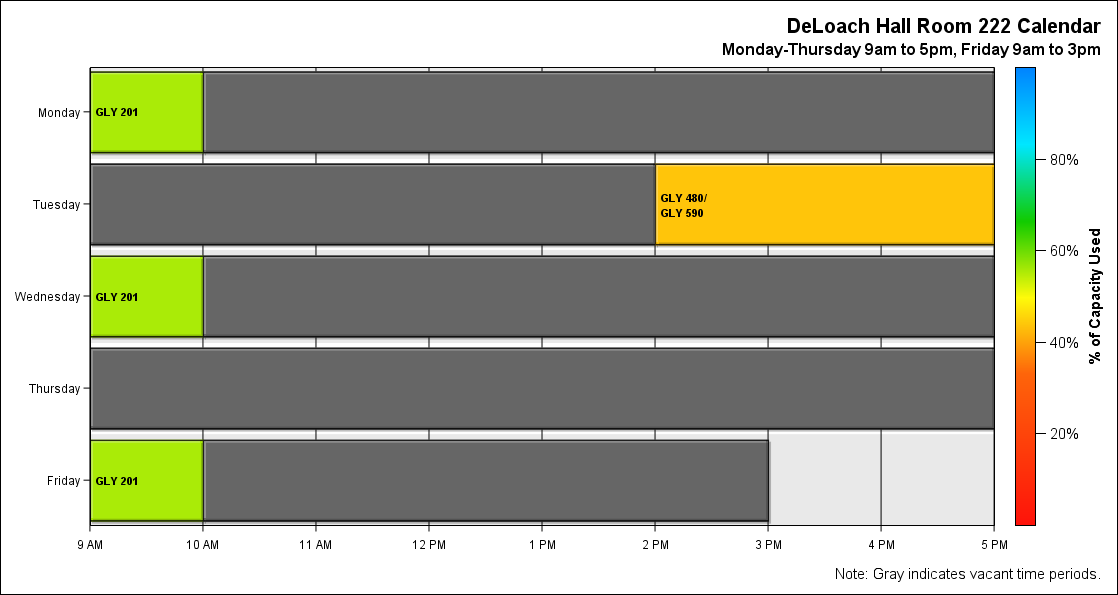 DeLoach Hall Room 222 Calendar
Monday-Thursday 9am to 5pm, Friday 9am to 3pm
Monday
GLY 201
80%
Tuesday
GLY 480/
GLY 590
60%
% of Capacity Used
Wednesday
GLY 201
40%
Thursday
20%
Friday
GLY 201
9 AM 10 AM 11 AM 12 PM 1 PM 2 PM 3 PM 4 PM 5 PM
Note: Gray indicates vacant time periods.